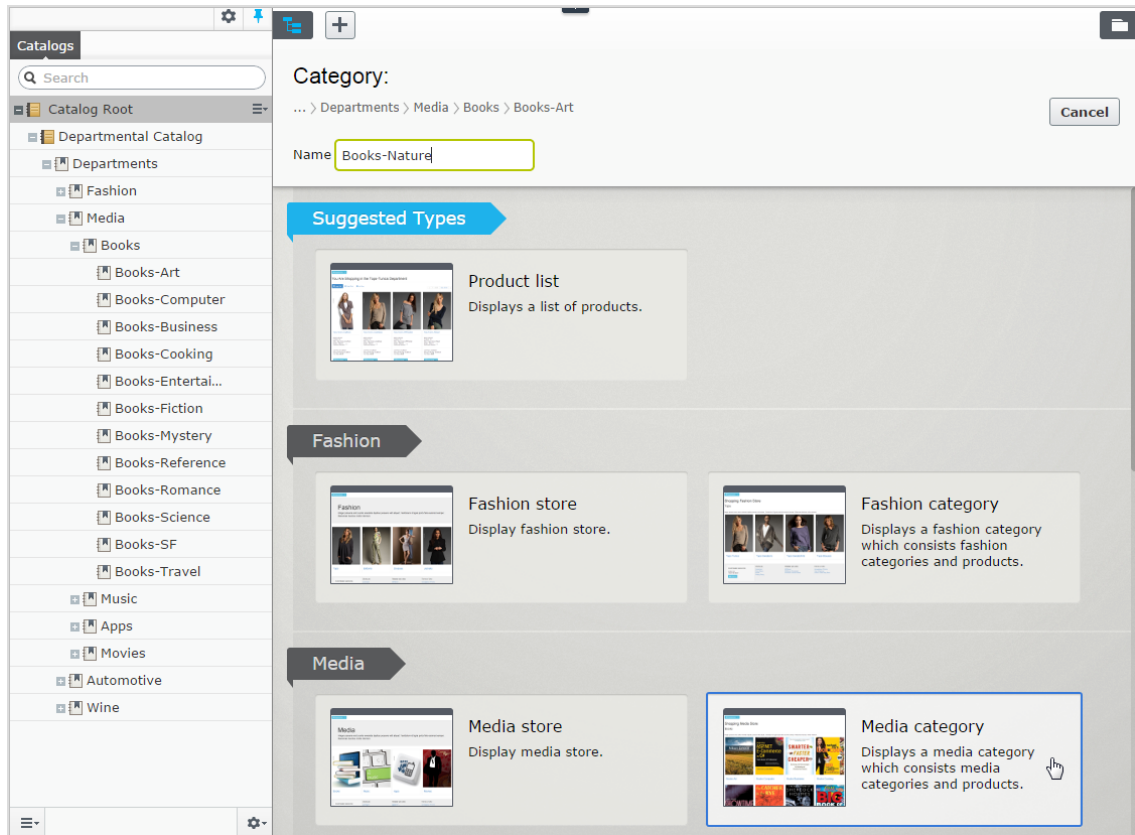 Catalogs
Search
Catalog Root
Departmental Catalog
Departments
Fashion
Media
Books
Books-Art
Books-Computer
Books-Business
Books-Cooking
Books-Entertai...
Books-Fiction
Books-Mystery
Books-Reference
Books-Romance
Books-Science
Books-SF
Books-Travel
Music
Apps
Movies
Automotive
Wine
Category:
... > Departments > Media > Books > Books-Art
Cancel
Name Books-Nature
Suggested Types
Product list
Displays a list of products.
Fashion
Fashion store
Display fashion store.
Fashion category
Displays a fashion category
which consists fashion
categories and products.
Media
Media store
Display media store.
Media category
Displays a media category
which consists media
categories and products.